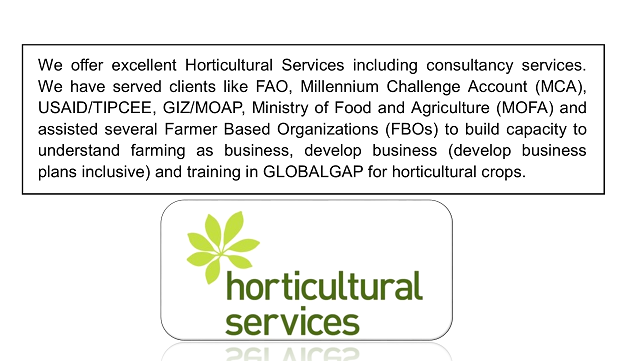 We offer excellent Horticultural Services including consultancy services.
We have served clients like FAO, Millennium Challenge Account (MCA),
USAID/TIPCEE, GIZ/MOAP, Ministry of Food and Agriculture (MOFA) and
assisted several Farmer Based Organizations (FBOs) to build capacity to
understand farming as business, develop business (develop business
plans inclusive) and training in GLOBALGAP for horticultural crops.
horticultural
services